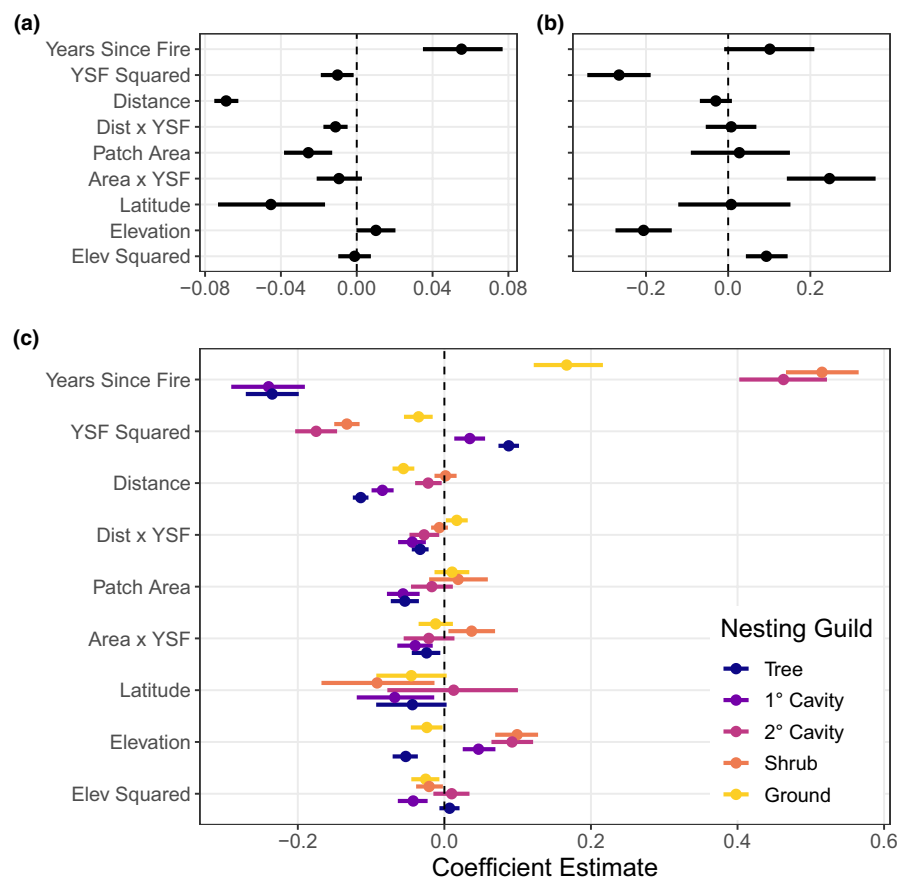 (a)
(b)
Years Since Fire
YSF Squared
Distance
Dist x YSF
Patch Area
Area x YSF
Latitude
Elevation
Elev Squared
−0.08 −0.04 0.00 0.04 0.08
−0.2 0.0 0.2
(c)
Years Since Fire
YSF Squared
Distance
Dist x YSF
Patch Area
Area x YSF
Latitude
Elevation
Elev Squared
Nesting Guild
Tree
1° Cavity
2° Cavity
Shrub
Ground
−0.2 0.0 0.2 0.4 0.6
Coefficient Estimate